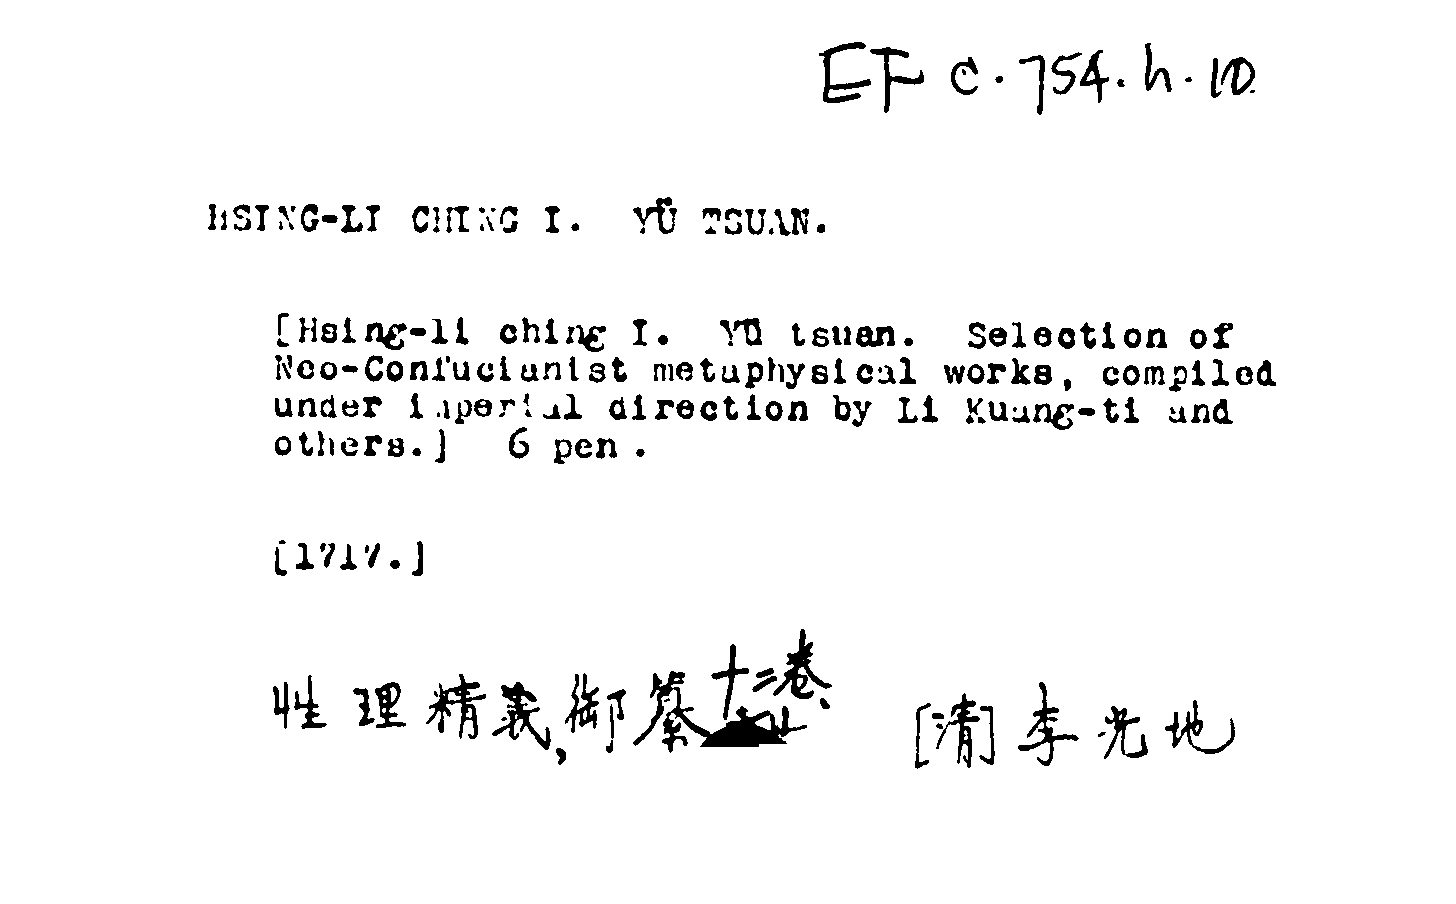 EF C.754.h.10
HSING-LI CHING I. YÜ TSUAN.
[Hsing-li ching I. Yü tsuan. Selection of
Neo-Confucianist metaphysical works, compiled
under imperial direction by Li Kuang-ti and
others.] 6 pen.
[1717.]
性理精義,御纂十二卷、
[清]李光地